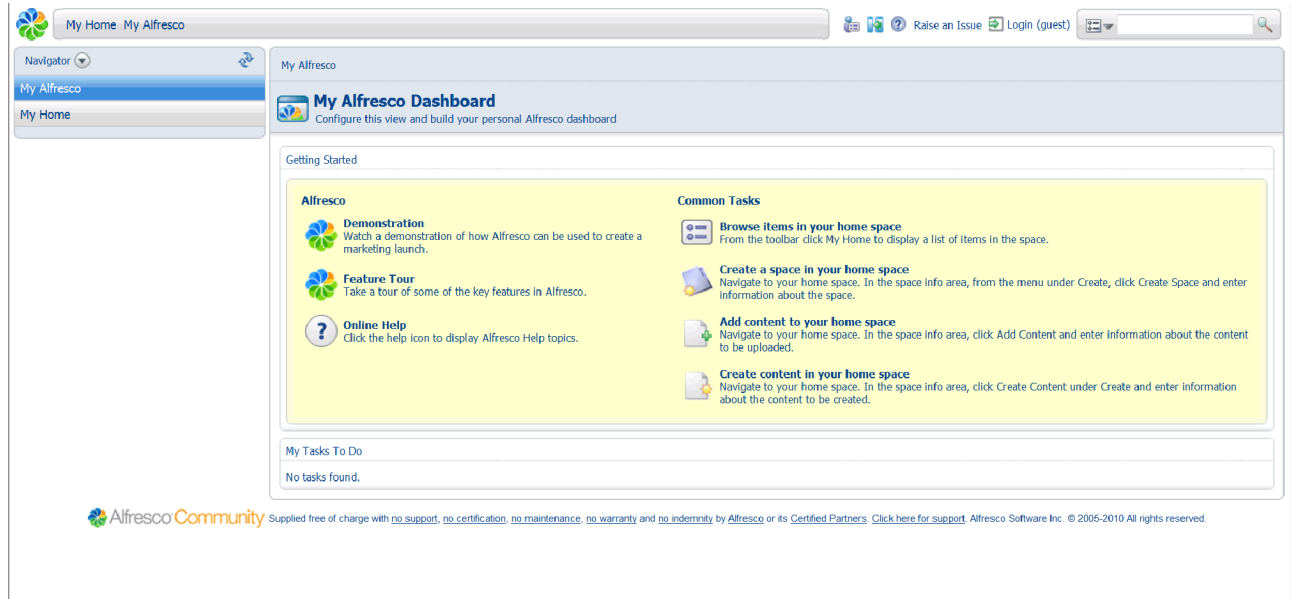 My Home My Alfresco
Raise an Issue Login (guest)
Navigator
My Alfresco
My Home
My Alfresco
My Alfresco Dashboard
Configure this view and build your personal Alfresco dashboard
Getting Started
Alfresco
Demonstration
Watch a demonstration of how Alfresco can be used to create a
marketing launch.
Feature Tour
Take a tour of some of the key features in Alfresco.
Online Help
Click the help icon to display Alfresco Help topics.
Common Tasks
Browse items in your home space
From the toolbar click My Home to display a list of items in the space.
Create a space in your home space
Navigate to your home space. In the space info area, from the menu under Create, click Create Space and enter
information about the space.
Add content to your home space
Navigate to your home space. In the space info area, click Add Content and enter information about the content
to be uploaded.
Create content in your home space
Navigate to your home space. In the space info area, click Create Content under Create and enter information
about the content to be created.
My Tasks To Do
No tasks found.
Alfresco Community Supplied free of charge with no support, no certification, no maintenance, no warranty and no indemnity by Alfresco or its Certified Partners. Click here for support. Alfresco Software Inc. © 2005-2010 All rights reserved.